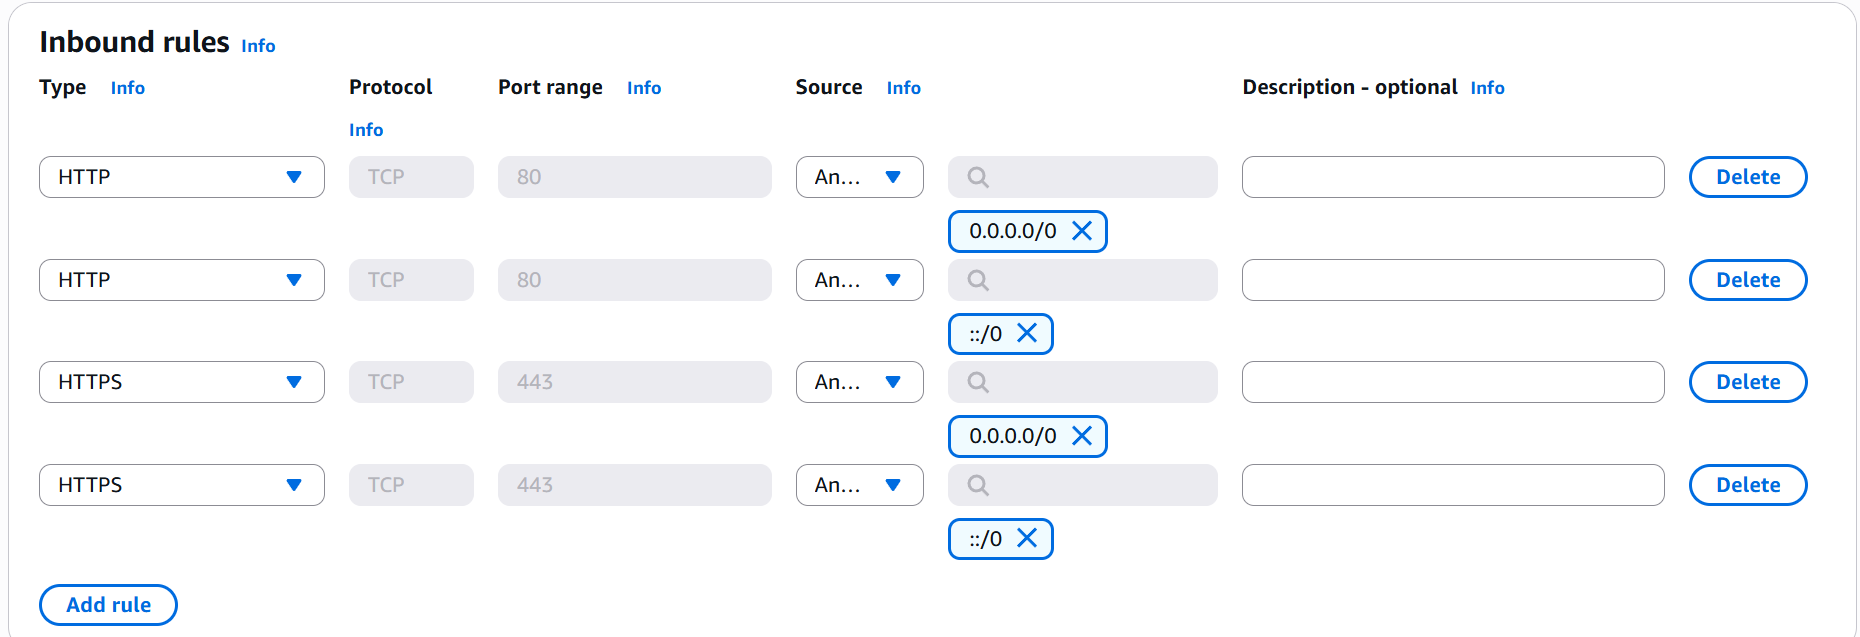 Inbound rules Info
Type Info Protocol Info Port range Info Source Info Description - optional Info
HTTP TCP 80 An... Delete
0.0.0.0/0
HTTP TCP 80 An... Delete
::/0
HTTPS TCP 443 An... Delete
0.0.0.0/0
HTTPS TCP 443 An... Delete
::/0
Add rule